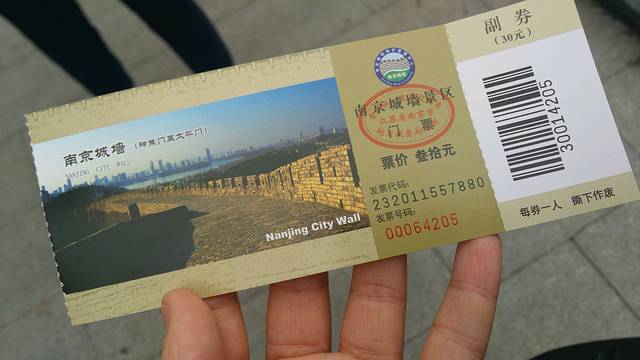 南京城墙 (神策门至太平门)
NANJING CITY WALL
Nanjing City Wall
南京城墙景区
门 票
票价 叁拾元
发票代码:
232011557880
发票号码:
00064205
副 券
(30元)
30014205
每券一人 撕下作废